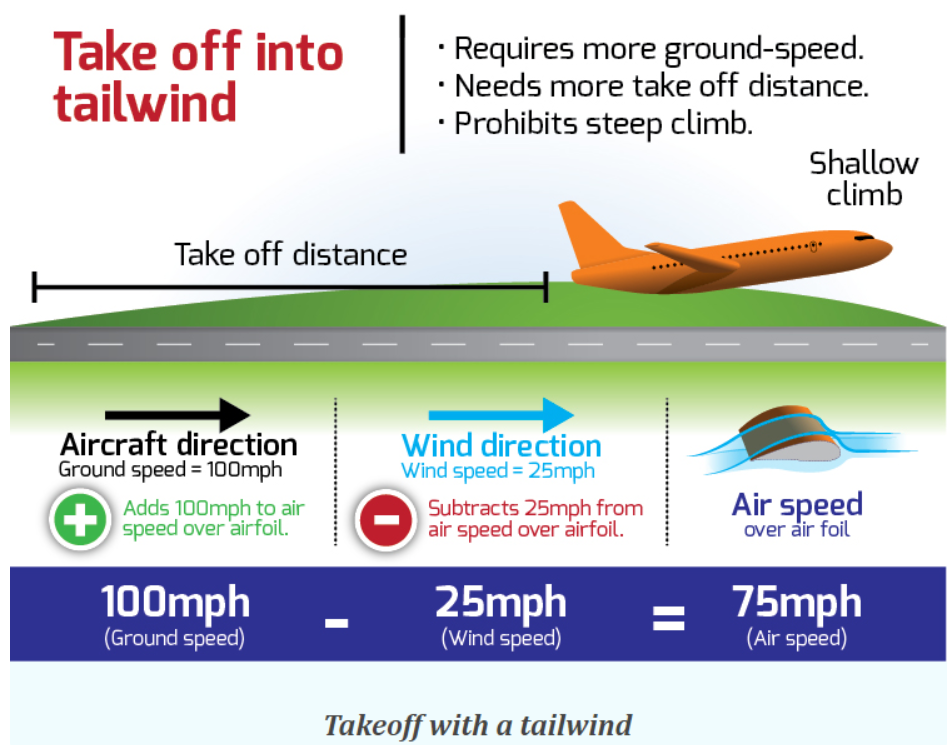 Take off into
tailwind
· Requires more ground-speed.
· Needs more take off distance.
· Prohibits steep climb.
Shallow
climb
Take off distance
Aircraft direction
Ground speed = 100mph
+
Adds 100mph to air
speed over airfoil.
Wind direction
Wind speed = 25mph
-
Subtracts 25mph from
air speed over airfoil.
Air speed
over air foil
100mph
(Ground speed)
-
25mph
(Wind speed)
=
75mph
(Air speed)
Takeoff with a tailwind